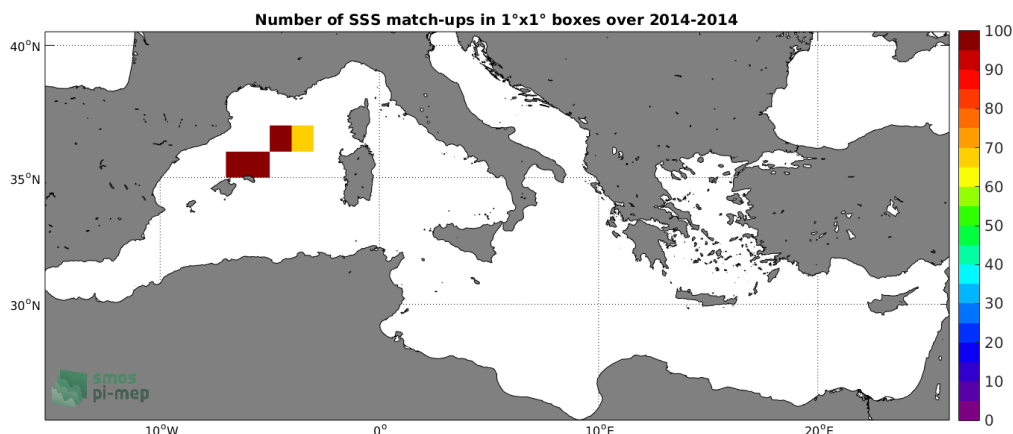 Number of SSS match-ups in 1°x1° boxes over 2014-2014
40°N
35°N
30°N
10°W
0°
10°E
20°E
100
90
80
70
60
50
40
30
20
10
0
smos
pi-mep